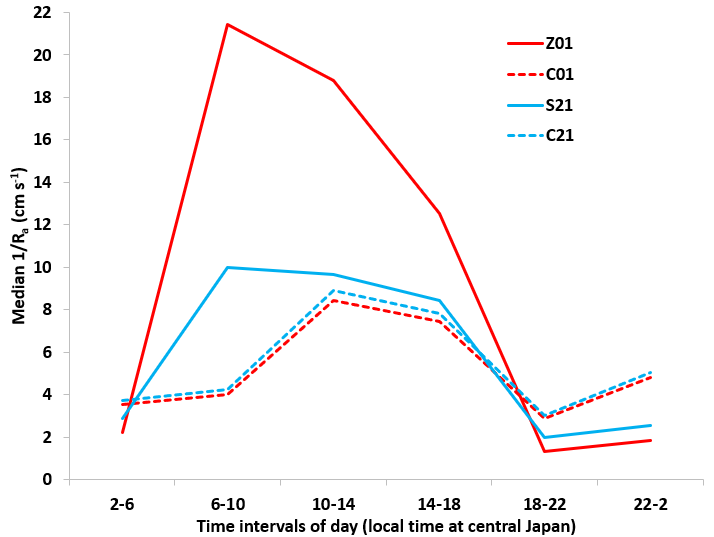 22
20
18
16
14
12
10
8
6
4
2
0
Median 1/Rₐ (cm s⁻¹)
Z01
C01
S21
C21
2-6 6-10 10-14 14-18 18-22 22-2
Time intervals of day (local time at central Japan)